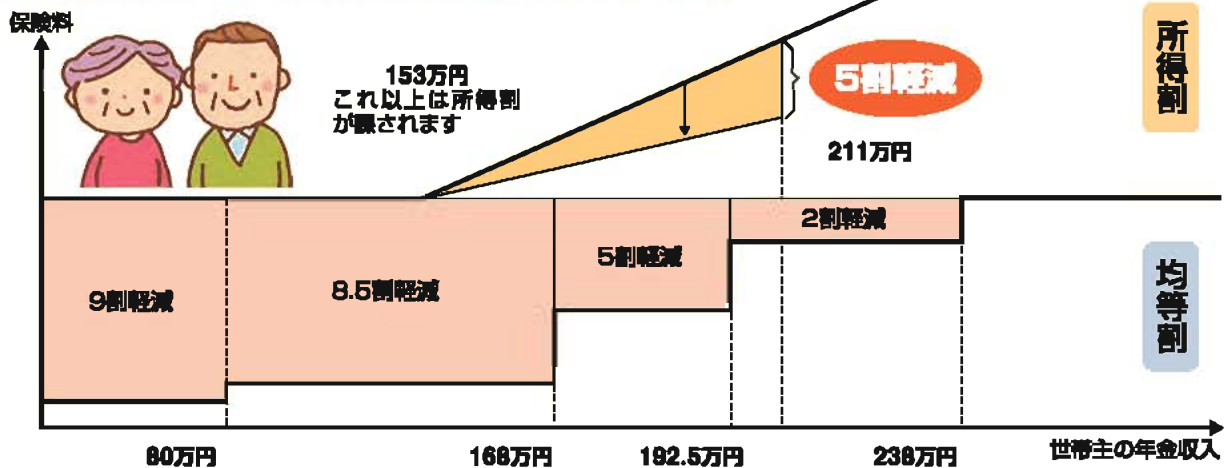 保険料
153万円
これ以上は所得割
が課されます
5割軽減
211万円
所得割
9割軽減
8.5割軽減
5割軽減
2割軽減
均等割
80万円
168万円
192.5万円
238万円
世帯主の年金収入